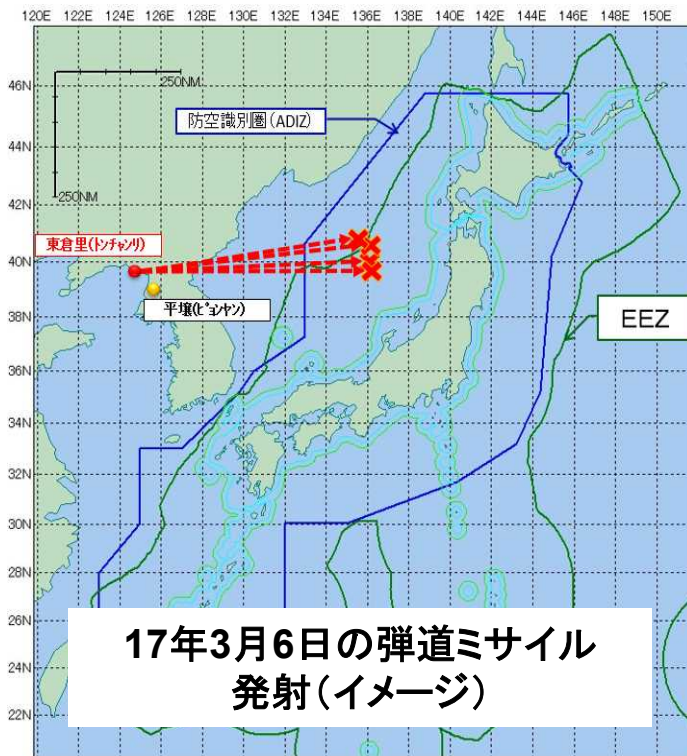 120E 122E 124E 126E 128E 130E 132E 134E 136E 138E 140E 142E 144E 146E 148E 150E
46N
250NM
防空識別圏(ADIZ)
44N
250NM
42N
東倉里(トンチャンリ)
40N
平壌(ピョンヤン)
38N
EEZ
36N
34N
32N
30N
28N
26N
17年3月6日の弾道ミサイル
発射(イメージ)
24N
22N